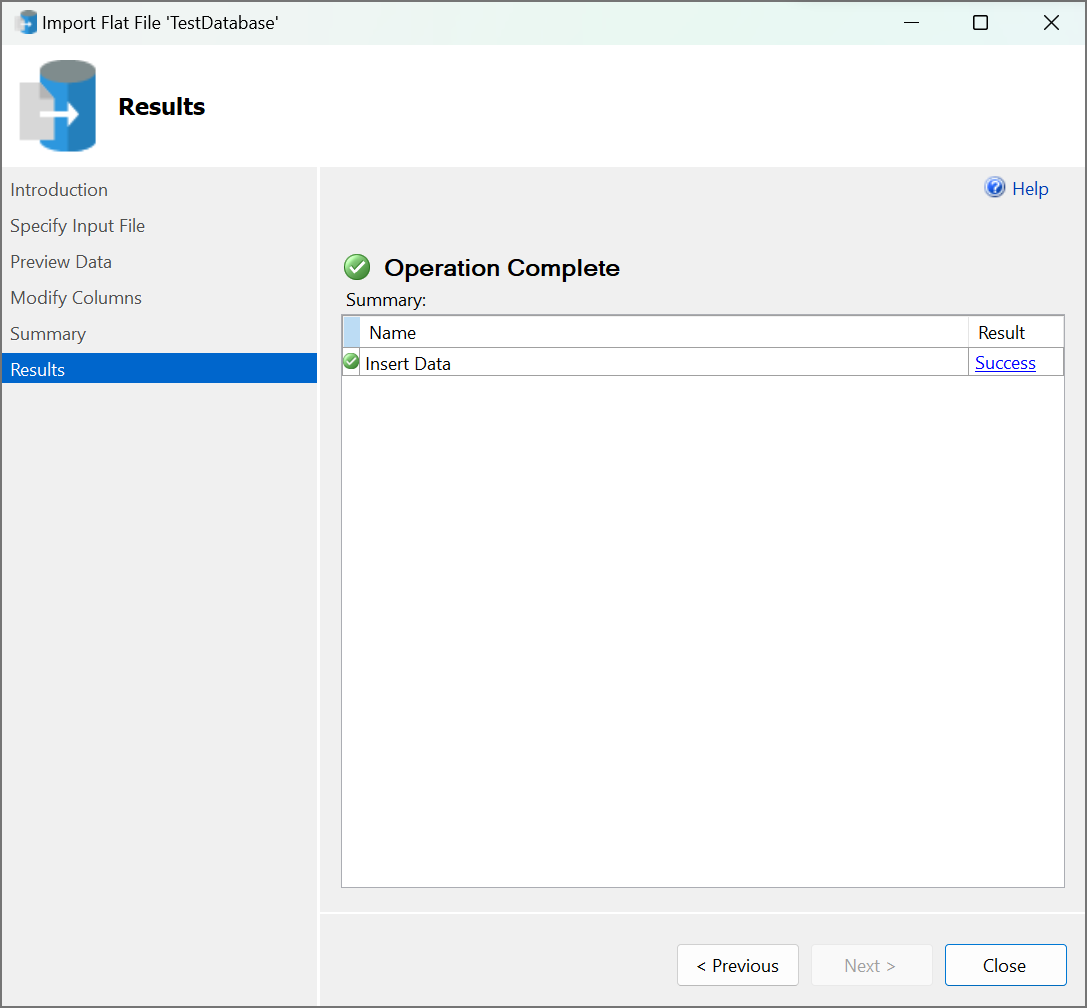 Import Flat File 'TestDatabase'
Results
Introduction
Specify Input File
Preview Data
Modify Columns
Summary
Results
Help
Operation Complete
Summary:
Name Result
Insert Data Success
< Previous Next > Close